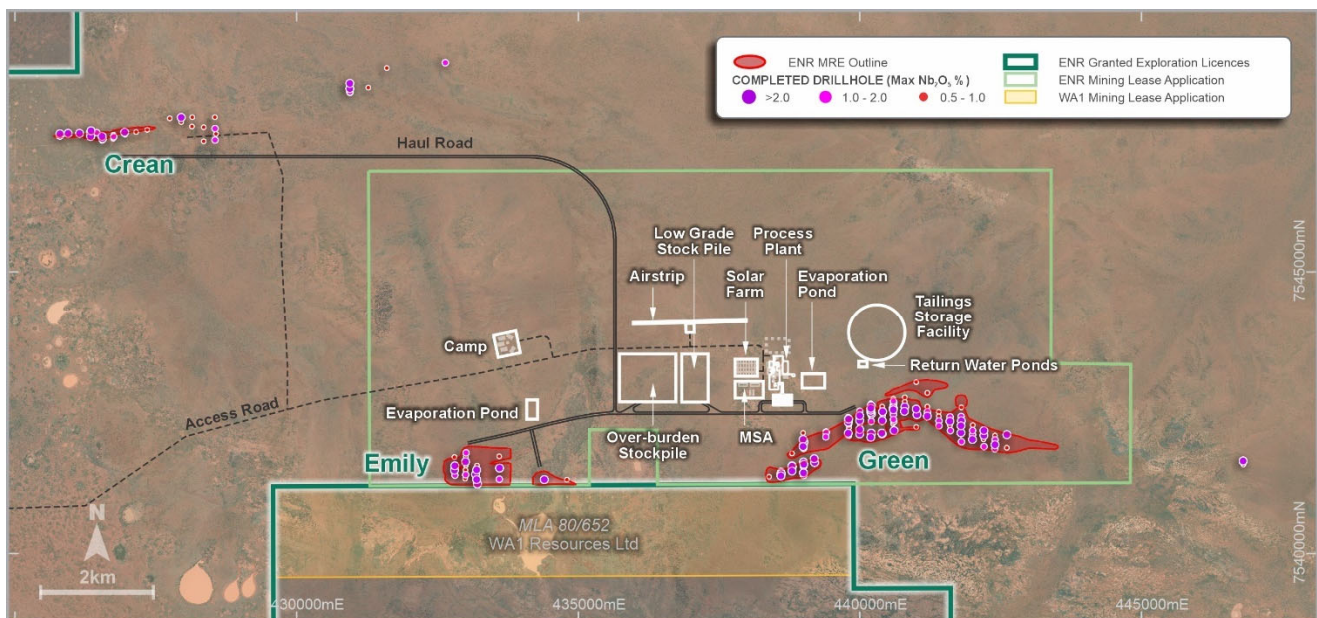 ENR MRE Outline
COMPLETED DRILLHOLE (Max Nb₂O₅ %)
>2.0
1.0 - 2.0
0.5 - 1.0
ENR Granted Exploration Licences
ENR Mining Lease Application
WA1 Mining Lease Application
Crean
Haul Road
Low Grade
Stock Pile
Process
Plant
Airstrip
Solar
Farm
Evaporation
Pond
Tailings
Storage
Facility
7545000mN
Camp
Return Water Ponds
Access Road
Evaporation Pond
Over-burden
Stockpile
MSA
Emily
Green
MLA 80/652
WA1 Resources Ltd
N
2km
7540000mN
430000mE
435000mE
440000mE
445000mE